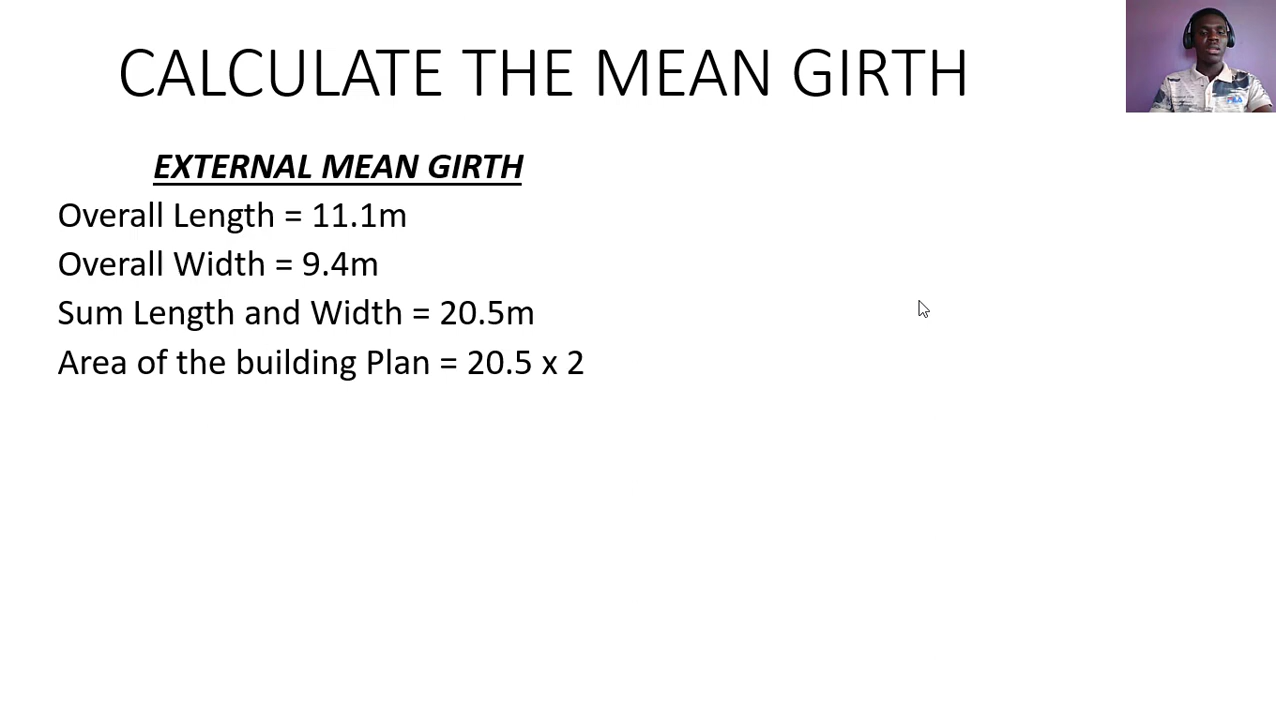 CALCULATE THE MEAN GIRTH
EXTERNAL MEAN GIRTH
Overall Length = 11.1m
Overall Width = 9.4m
Sum Length and Width = 20.5m
Area of the building Plan = 20.5 x 2
FILA